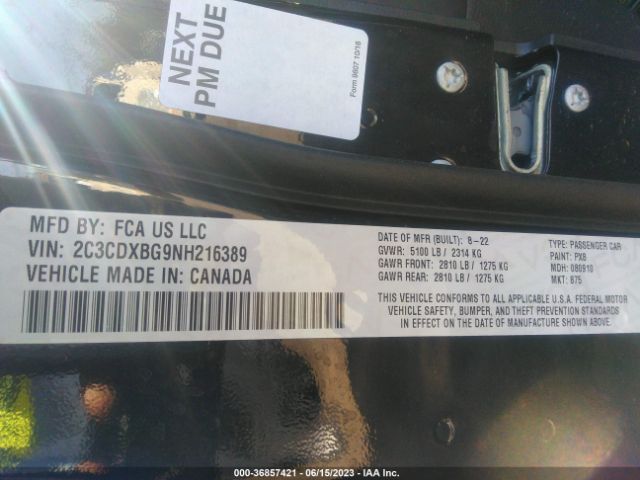 NEXT
PM DUE
Form 9607 10/16
MFD BY: FCA US LLC
VIN: 2C3CDXBG9NH216389
VEHICLE MADE IN: CANADA
DATE OF MFR (BUILT): 8-22
GVWR: 5100 LB / 2314 KG
GAWR FRONT: 2810 LB / 1275 KG
GAWR REAR: 2810 LB / 1275 KG
TYPE: PASSENGER CAR
PAINT: PX8
MDH: 080910
MKT: 675
THIS VEHICLE CONFORMS TO ALL APPLICABLE U.S.A. FEDERAL MOTOR
VEHICLE SAFETY, BUMPER, AND THEFT PREVENTION STANDARDS
IN EFFECT ON THE DATE OF MANUFACTURE SHOWN ABOVE.
000-36857421 - 06/15/2023 - IAA Inc.